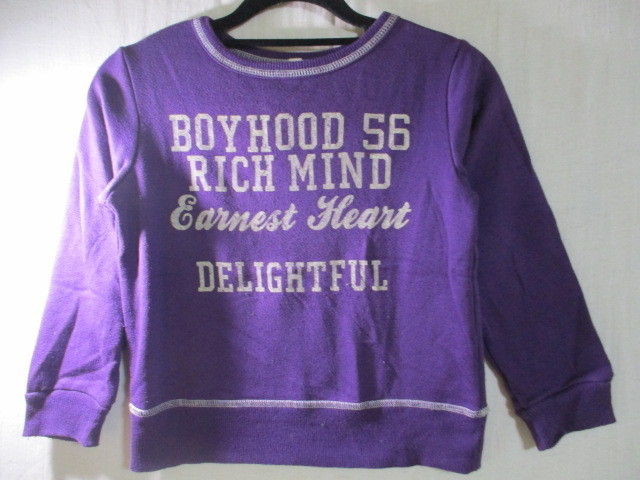 BOYHOOD 56
RICH MIND
Earnest Heart
DELIGHTFUL